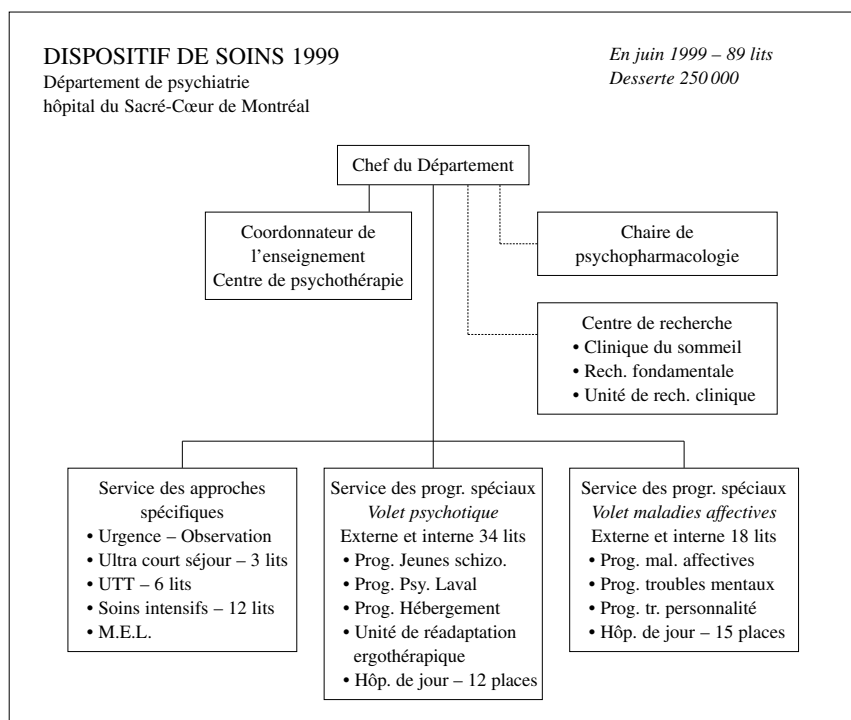 DISPOSITIF DE SOINS 1999
Département de psychiatrie
hôpital du Sacré-Cœur de Montréal
En juin 1999 – 89 lits
Desserte 250 000
Chef du Département
Coordonnateur de
l’enseignement
Centre de psychothérapie
Chaire de
psychopharmacologie
Centre de recherche
• Clinique du sommeil
• Rech. fondamentale
• Unité de rech. clinique
Service des approches
spécifiques
• Urgence – Observation
• Ultra court séjour – 3 lits
• UTT – 6 lits
• Soins intensifs – 12 lits
• M.E.L.
Service des progr. spéciaux
Volet psychotique
Externe et interne 34 lits
• Prog. Jeunes schizo.
• Prog. Psy. Laval
• Prog. Hébergement
• Unité de réadaptation
ergothérapique
• Hôp. de jour – 12 places
Service des progr. spéciaux
Volet maladies affectives
Externe et interne 18 lits
• Prog. mal. affectives
• Prog. troubles mentaux
• Prog. tr. personnalité
• Hôp. de jour – 15 places